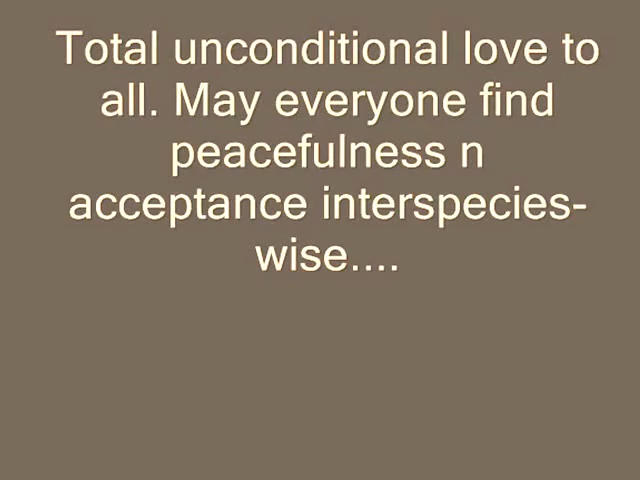 Total unconditional love to
all. May everyone find
peacefulness n
acceptance interspecies-
wise....